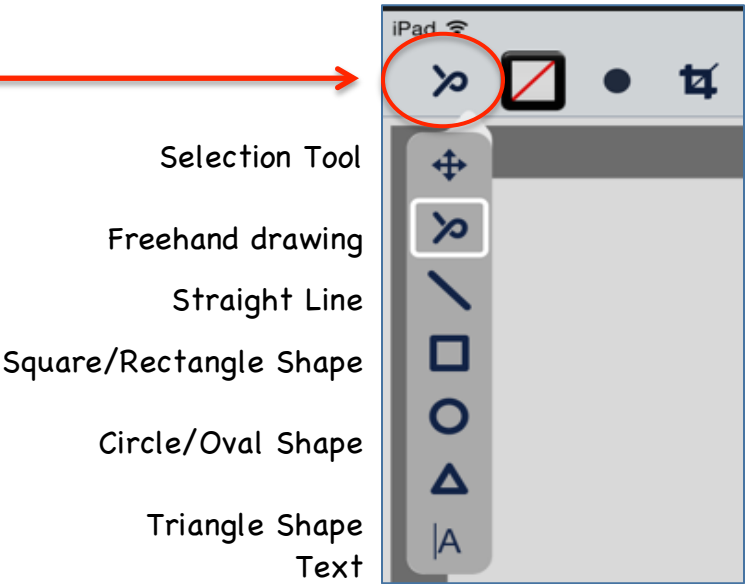 iPad
Selection Tool
Freehand drawing
Straight Line
Square/Rectangle Shape
Circle/Oval Shape
Triangle Shape
|A
Text